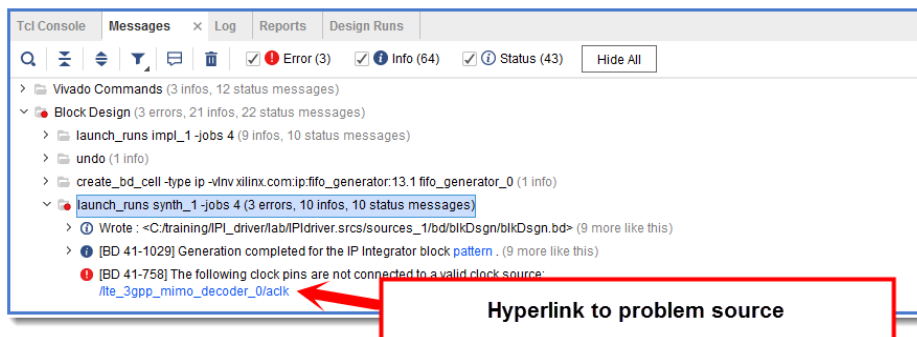 Tcl Console Messages × Log Reports Design Runs
Error (3) Info (64) Status (43) Hide All
Vivado Commands (3 infos, 12 status messages)
Block Design (3 errors, 21 infos, 22 status messages)
launch_runs impl_1 -jobs 4 (9 infos, 10 status messages)
undo (1 info)
create_bd_cell -type ip -vlnv xilinx.com:ip:fifo_generator:13.1 fifo_generator_0 (1 info)
launch_runs synth_1 -jobs 4 (3 errors, 10 infos, 10 status messages)
Wrote : <C:/training/IPI_driver/lab/IPIdriver.srcs/sources_1/bd/blkDsgn/blkDsgn.bd> (9 more like this)
[BD 41-1029] Generation completed for the IP Integrator block pattern . (9 more like this)
[BD 41-758] The following clock pins are not connected to a valid clock source:
/lte_3gpp_mimo_decoder_0/aclk
Hyperlink to problem source